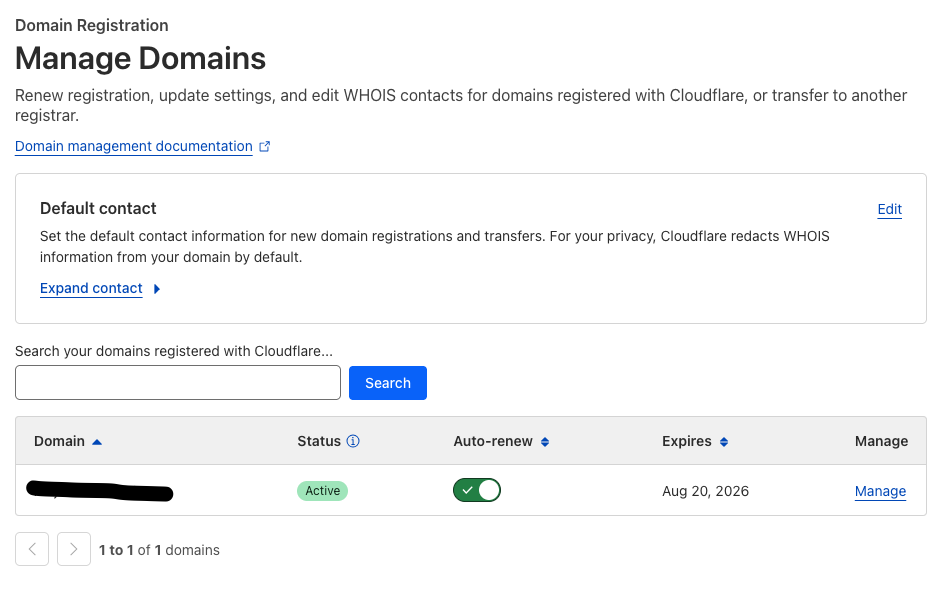 Domain Registration
Manage Domains
Renew registration, update settings, and edit WHOIS contacts for domains registered with Cloudflare, or transfer to another
registrar.
Domain management documentation
Default contact
Edit
Set the default contact information for new domain registrations and transfers. For your privacy, Cloudflare redacts WHOIS
information from your domain by default.
Expand contact
Search your domains registered with Cloudflare...
Search
Domain Status Auto-renew Expires Manage
Active Aug 20, 2026 Manage
1 to 1 of 1 domains